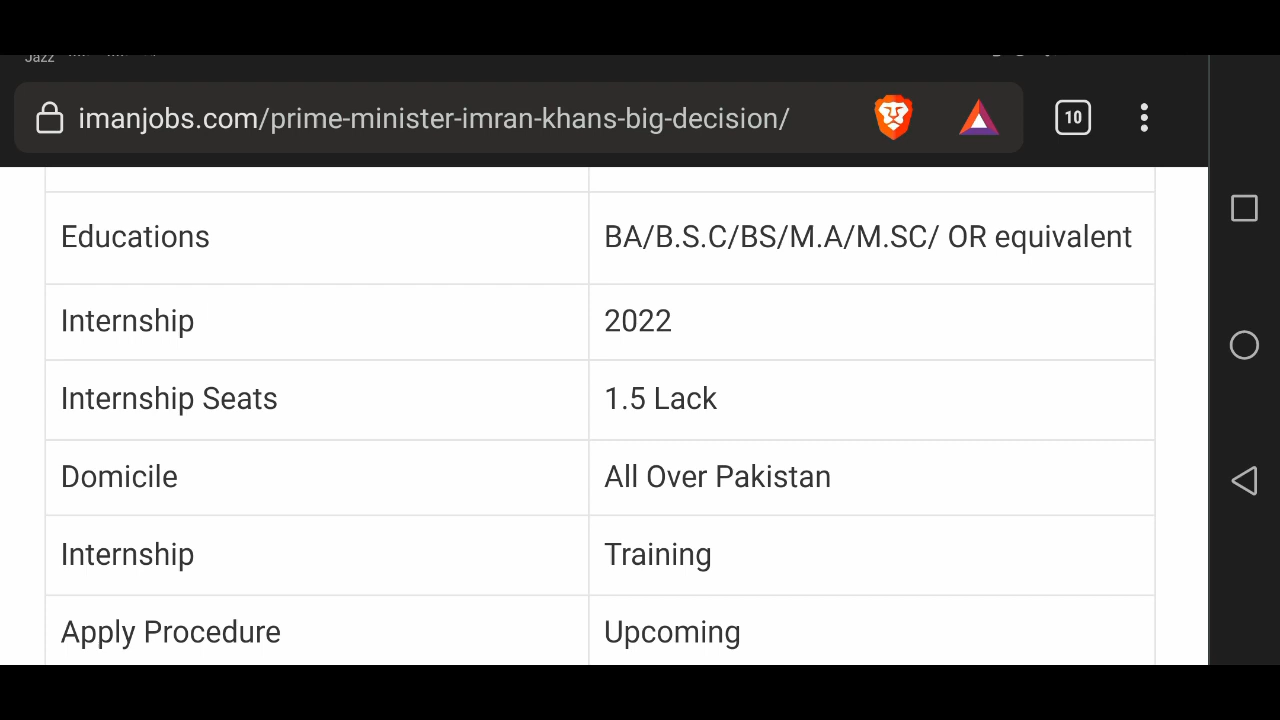 Jazz
imanjobs.com/prime-minister-imran-khans-big-decision/
10
Educations BA/B.S.C/BS/M.A/M.SC/ OR equivalent
Internship 2022
Internship Seats 1.5 Lack
Domicile All Over Pakistan
Internship Training
Apply Procedure Upcoming